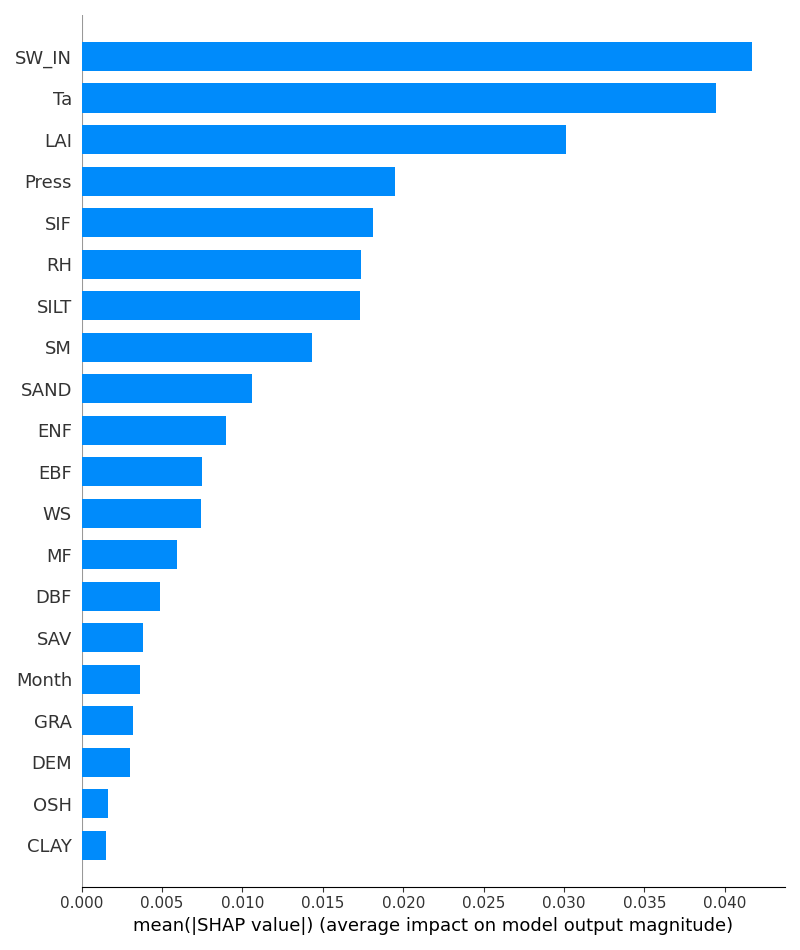 SW_IN
Ta
LAI
Press
SIF
RH
SILT
SM
SAND
ENF
EBF
WS
MF
DBF
SAV
Month
GRA
DEM
OSH
CLAY
0.000 0.005 0.010 0.015 0.020 0.025 0.030 0.035 0.040
mean(|SHAP value|) (average impact on model output magnitude)